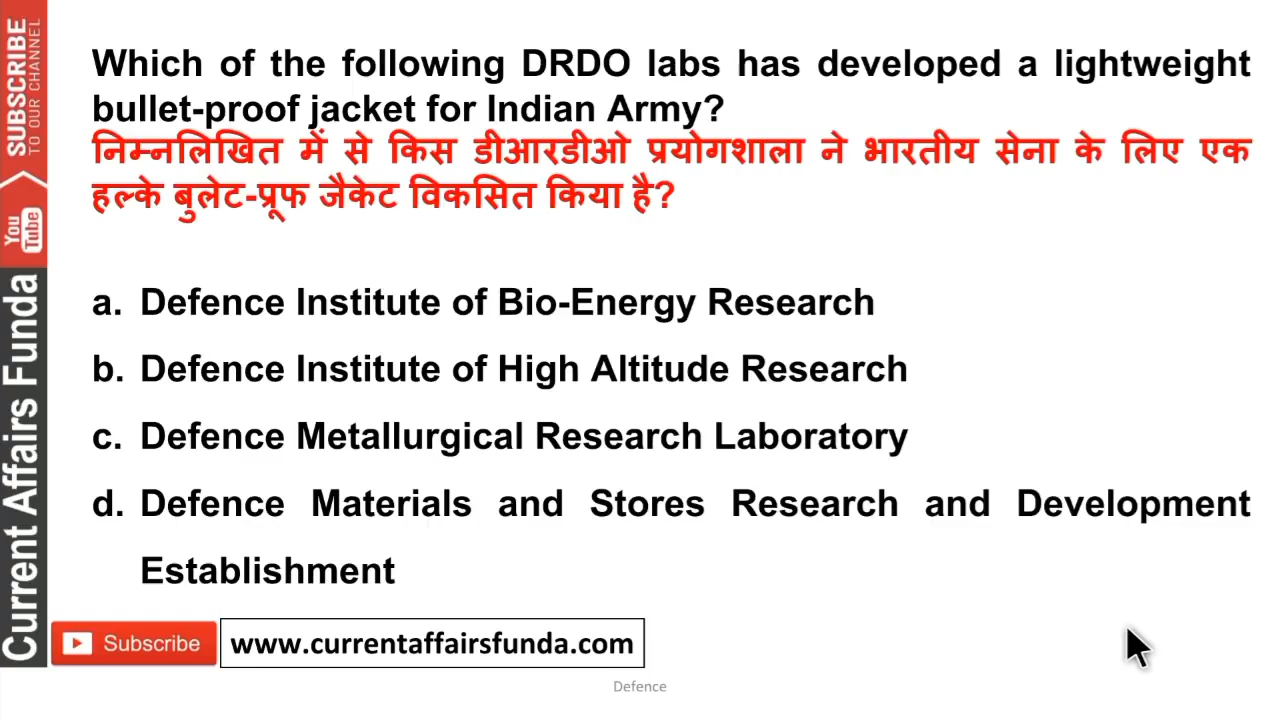 Which of the following DRDO labs has developed a lightweight
bullet-proof jacket for Indian Army?
निम्नलिखित में से किस डीआरडीओ प्रयोगशाला ने भारतीय सेना के लिए एक
हल्के बुलेट-प्रूफ जैकेट विकसित किया है?
a. Defence Institute of Bio-Energy Research
b. Defence Institute of High Altitude Research
c. Defence Metallurgical Research Laboratory
d. Defence Materials and Stores Research and Development
Establishment
SUBSCRIBE
TO OUR CHANNEL
You Tube
Current Affairs Funda
Subscribe
www.currentaffairsfunda.com
Defence